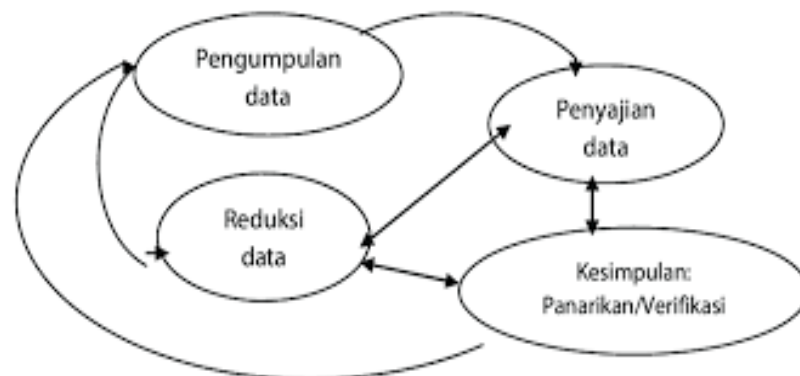 Pengumpulan
data
Penyajian
data
Reduksi
data
Kesimpulan:
Panarikan/Verifikasi